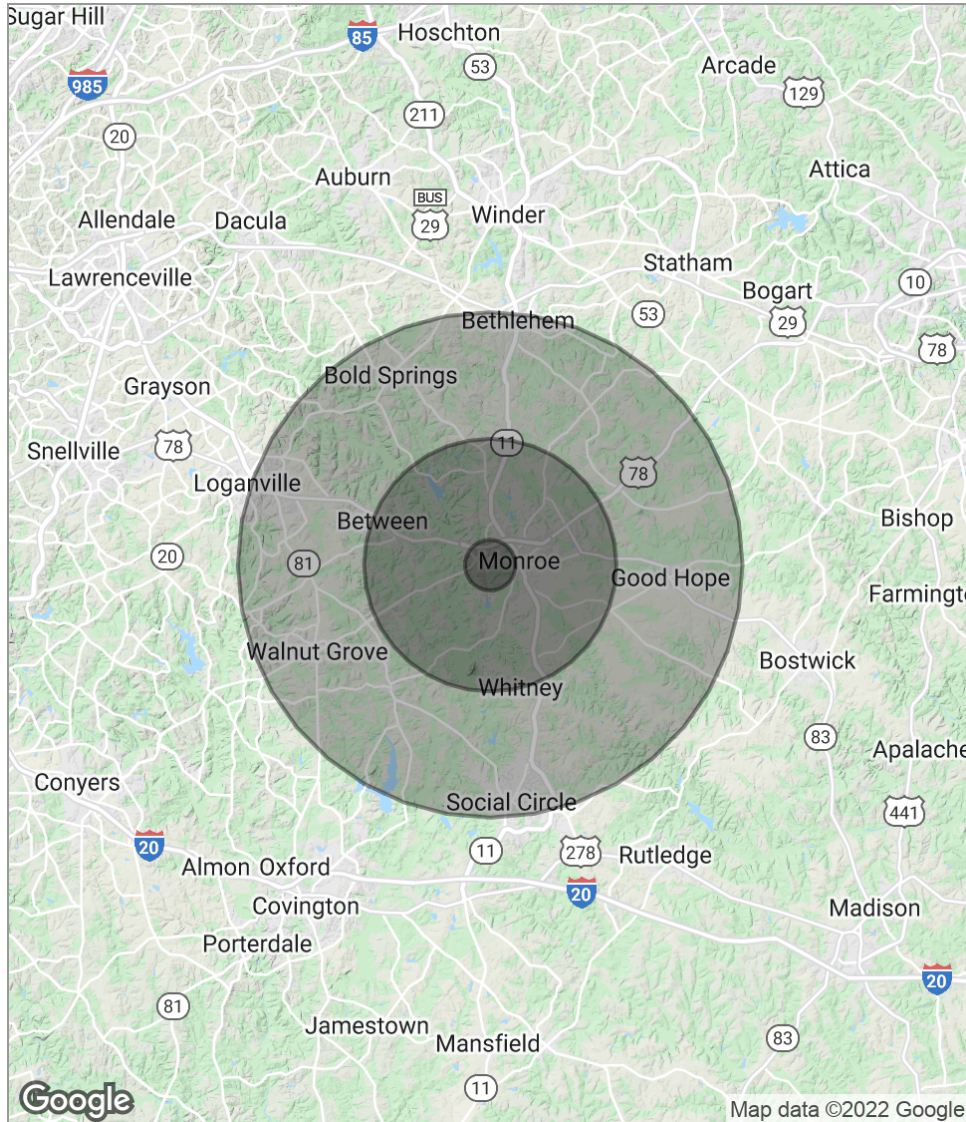 Sugar Hill
85
Hoschton
53
Arcade
985
129
211
20
Auburn
BUS
29
Attica
Allendale
Dacula
Winder
Lawrenceville
Statham
10
Bogart
53
29
Bethlehem
78
Bold Springs
Grayson
11
Snellville
78
78
Loganville
Between
Bishop
20
81
Monroe
Good Hope
Farmingto
Walnut Grove
Bostwick
Whitney
83
Apalache
Conyers
Social Circle
441
20
11
278
Rutledge
Almon
Oxford
20
Covington
Madison
Porterdale
20
81
Jamestown
Mansfield
83
11
Google
Map data ©2022 Google